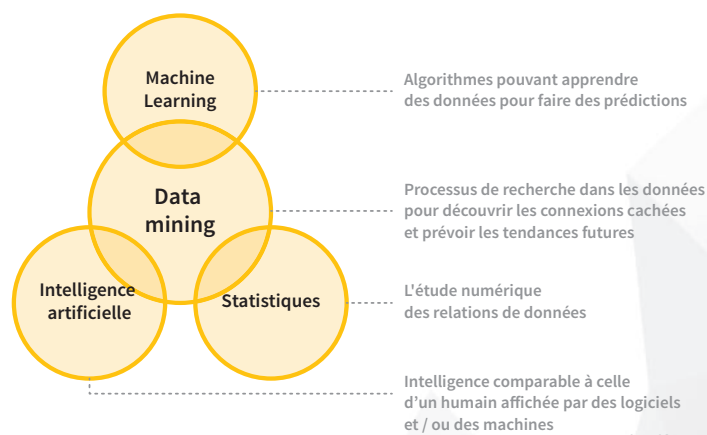 Machine
Learning
Algorithmes pouvant apprendre
des données pour faire des prédictions
Data
mining
Processus de recherche dans les données
pour découvrir les connexions cachées
et prévoir les tendances futures
Intelligence
artificielle
Statistiques
L'étude numérique
des relations de données
Intelligence comparable à celle
d'un humain affichée par des logiciels
et / ou des machines